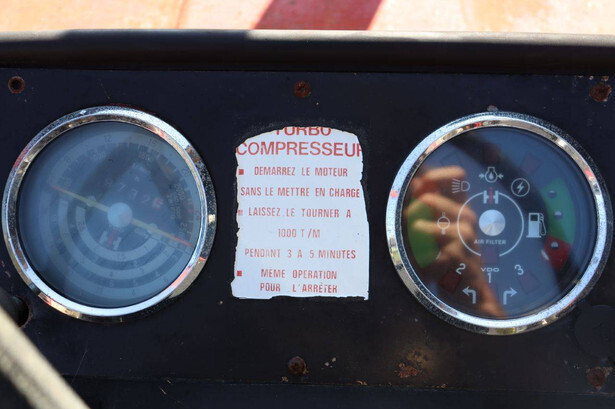 TURBO
COMPRESSEUR
▪ DEMARREZ LE MOTEUR
SANS LE METTRE EN CHARGE
▪ LAISSEZ LE TOURNER A
1000 T/M
PENDANT 3 A 5 MINUTES
▪ MEME OPERATION
POUR L'ARRÊTER
AIR-FILTER
2 VDO 3